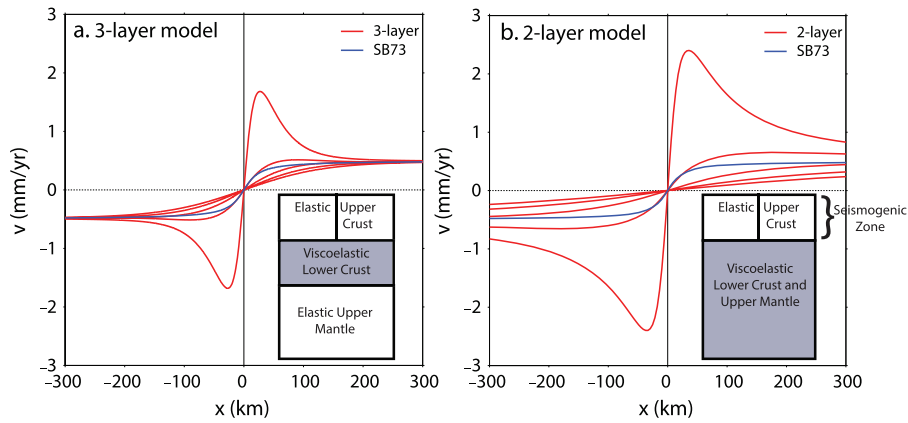 a. 3-layer model
3-layer
SB73
v (mm/yr)
3
2
1
0
−1
−2
−3
Elastic
Upper
Crust
Viscoelastic
Lower Crust
Elastic Upper
Mantle
−300
−200
−100
0
100
200
300
x (km)
b. 2-layer model
2-layer
SB73
v (mm/yr)
3
2
1
0
−1
−2
−3
Elastic
Upper
Crust
} Seismogenic
Zone
Viscoelastic
Lower Crust and
Upper Mantle
−300
−200
−100
0
100
200
300
x (km)